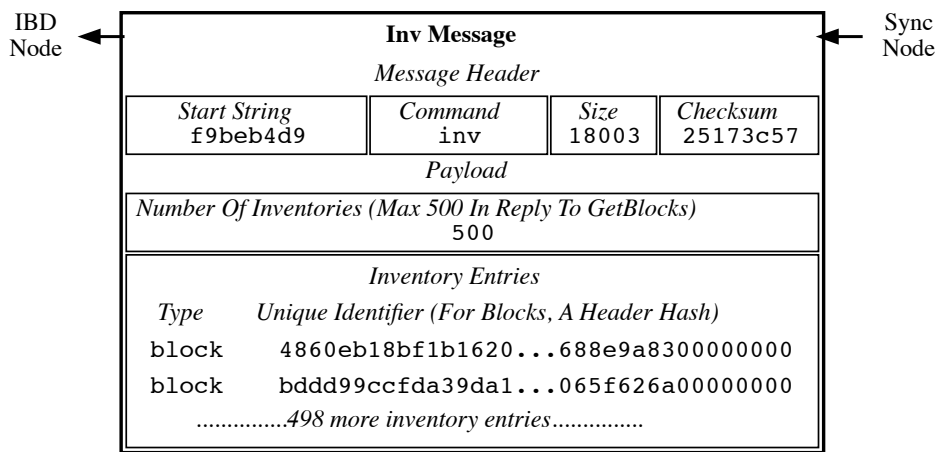 IBD
Node
Inv Message
Sync
Node
Message Header
Start String Command Size Checksum
f9beb4d9 inv 18003 25173c57
Payload
Number Of Inventories (Max 500 In Reply To GetBlocks)
500
Inventory Entries
Type Unique Identifier (For Blocks, A Header Hash)
block 4860eb18bf1b1620...688e9a8300000000
block bddd99ccfda39da1...065f626a00000000
...............498 more inventory entries...............